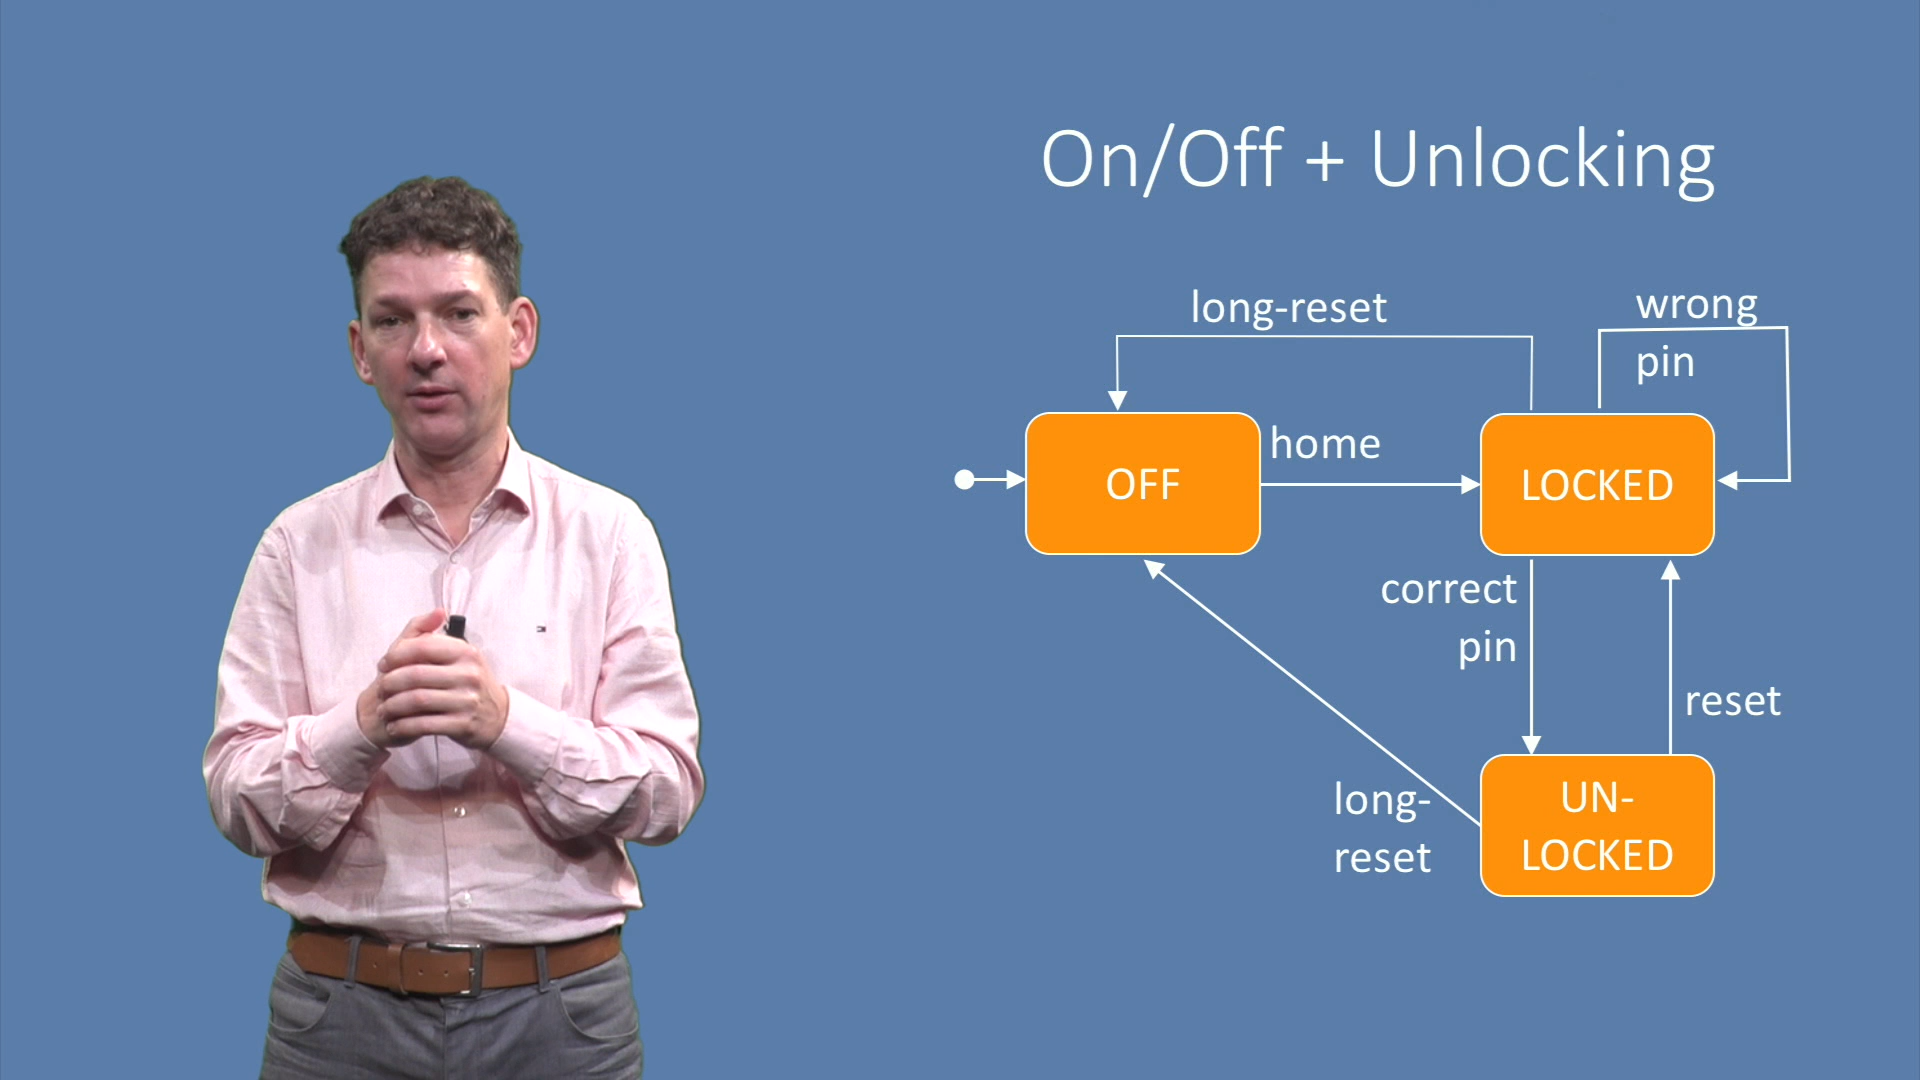 On/Off + Unlocking
long-reset
wrong
pin
home
OFF
LOCKED
correct
pin
reset
long-
reset
UN-
LOCKED